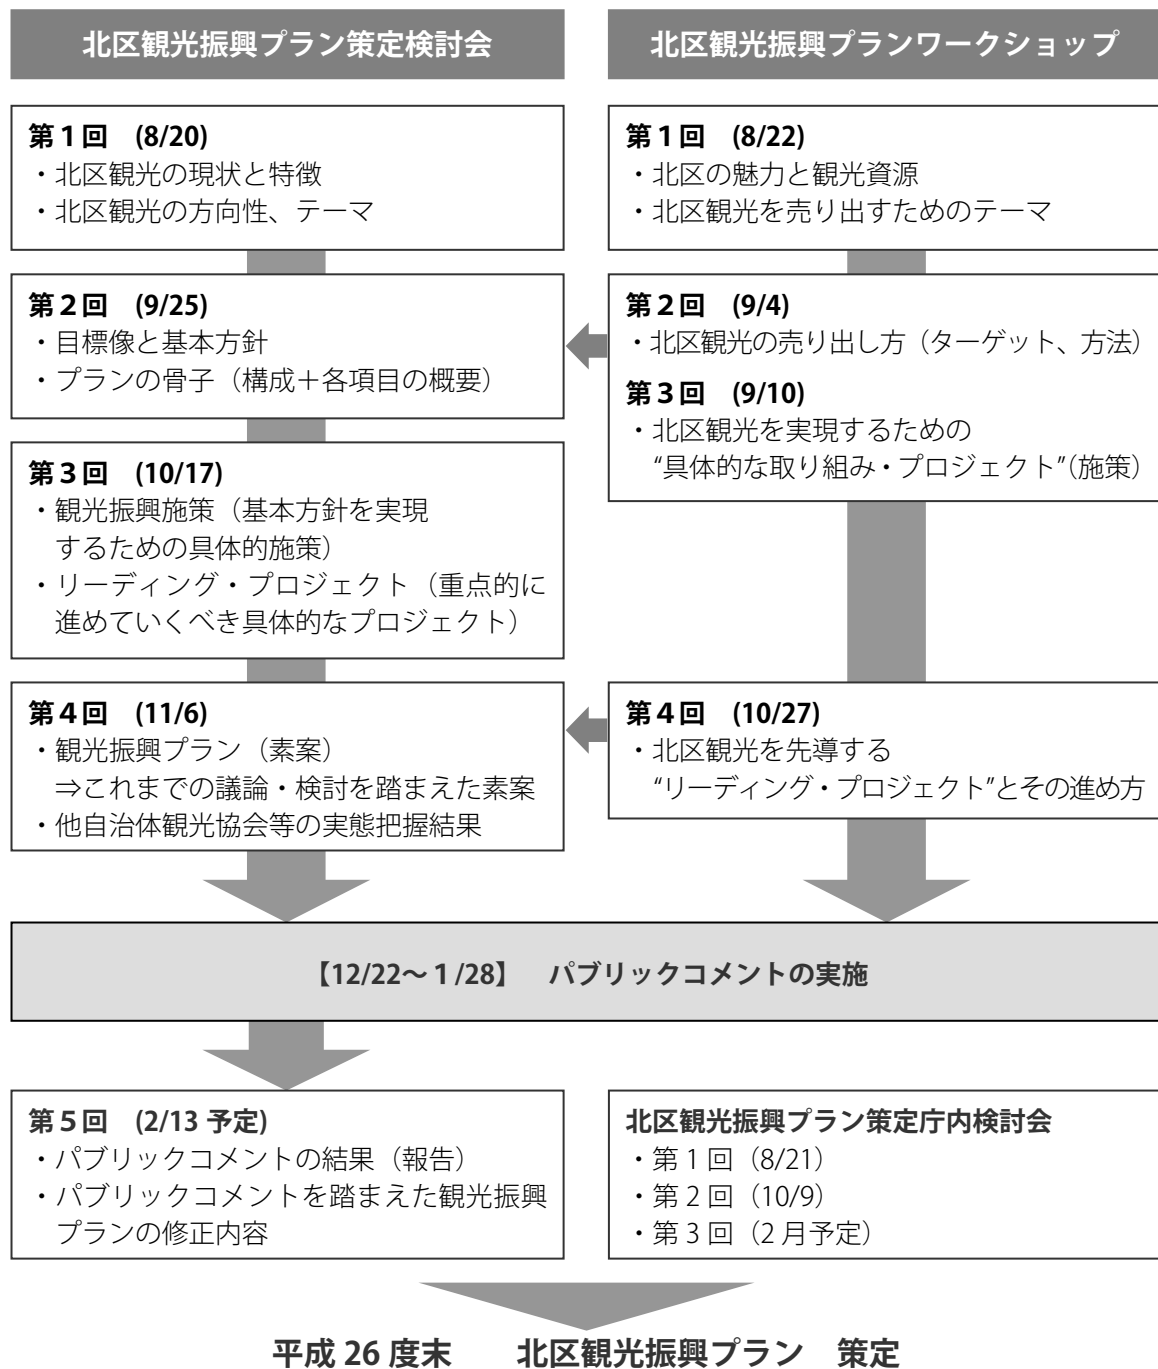 北区観光振興プラン策定検討会
第1回 (8/20)
・北区観光の現状と特徴
・北区観光の方向性、テーマ
第2回 (9/25)
・目標像と基本方針
・プランの骨子（構成＋各項目の概要）
第3回 (10/17)
・観光振興施策（基本方針を実現
するための具体的施策）
・リーディング・プロジェクト（重点的に
進めていくべき具体的なプロジェクト）
第4回 (11/6)
・観光振興プラン（素案）
⇒これまでの議論・検討を踏まえた素案
・他自治体観光協会等の実態把握結果
北区観光振興プランワークショップ
第1回 (8/22)
・北区の魅力と観光資源
・北区観光を売り出すためのテーマ
第2回 (9/4)
・北区観光の売り出し方（ターゲット、方法）
第3回 (9/10)
・北区観光を実現するための
“具体的な取り組み・プロジェクト”（施策）
第4回 (10/27)
・北区観光を先導する
“リーディング・プロジェクト”とその進め方
【12/22～1/28】 パブリックコメントの実施
第5回 (2/13 予定)
・パブリックコメントの結果（報告）
・パブリックコメントを踏まえた観光振興
プランの修正内容
北区観光振興プラン策定庁内検討会
・第1回（8/21）
・第2回（10/9）
・第3回（2月予定）
平成 26 度末 北区観光振興プラン 策定